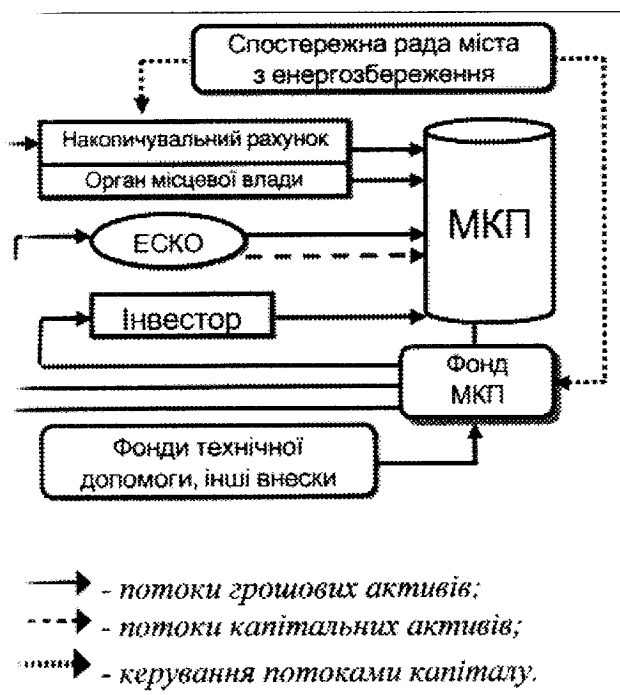 Спостережна рада міста
з енергозбереження
Накопичувальний рахунок
Орган місцевої влади
ЕСКО
МКП
Інвестор
Фонд
МКП
Фонди технічної
допомоги, інші внески
- потоки грошових активів;
- потоки капітальних активів;
- керування потоками капіталу.